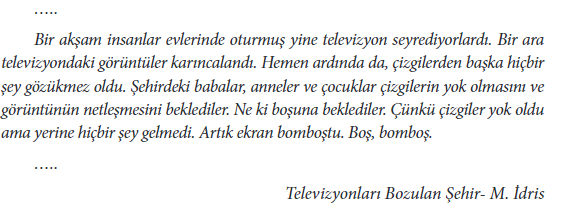 …..
Bir akşam insanlar evlerinde oturmuş yine televizyon seyrediyorlardı. Bir ara
televizyondaki görüntüler karıncalandı. Hemen ardında da, çizgilerden başka hiçbir
şey gözükmez oldu. Şehirdeki babalar, anneler ve çocuklar çizgilerin yok olmasını ve
görüntünün netleşmesini beklediler. Ne ki boşuna beklediler. Çünkü çizgiler yok oldu
ama yerine hiçbir şey gelmedi. Artık ekran bomboştu. Boş, bomboş.
…..
Televizyonları Bozulan Şehir- M. İdris